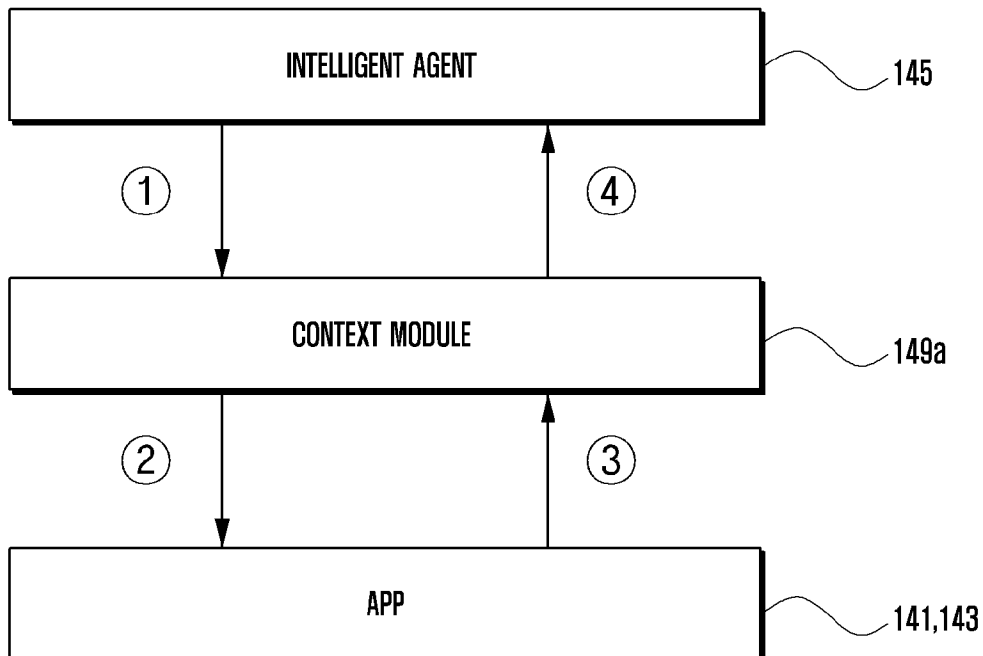 INTELLIGENT AGENT
145
① ④
CONTEXT MODULE
149a
② ③
APP
141,143